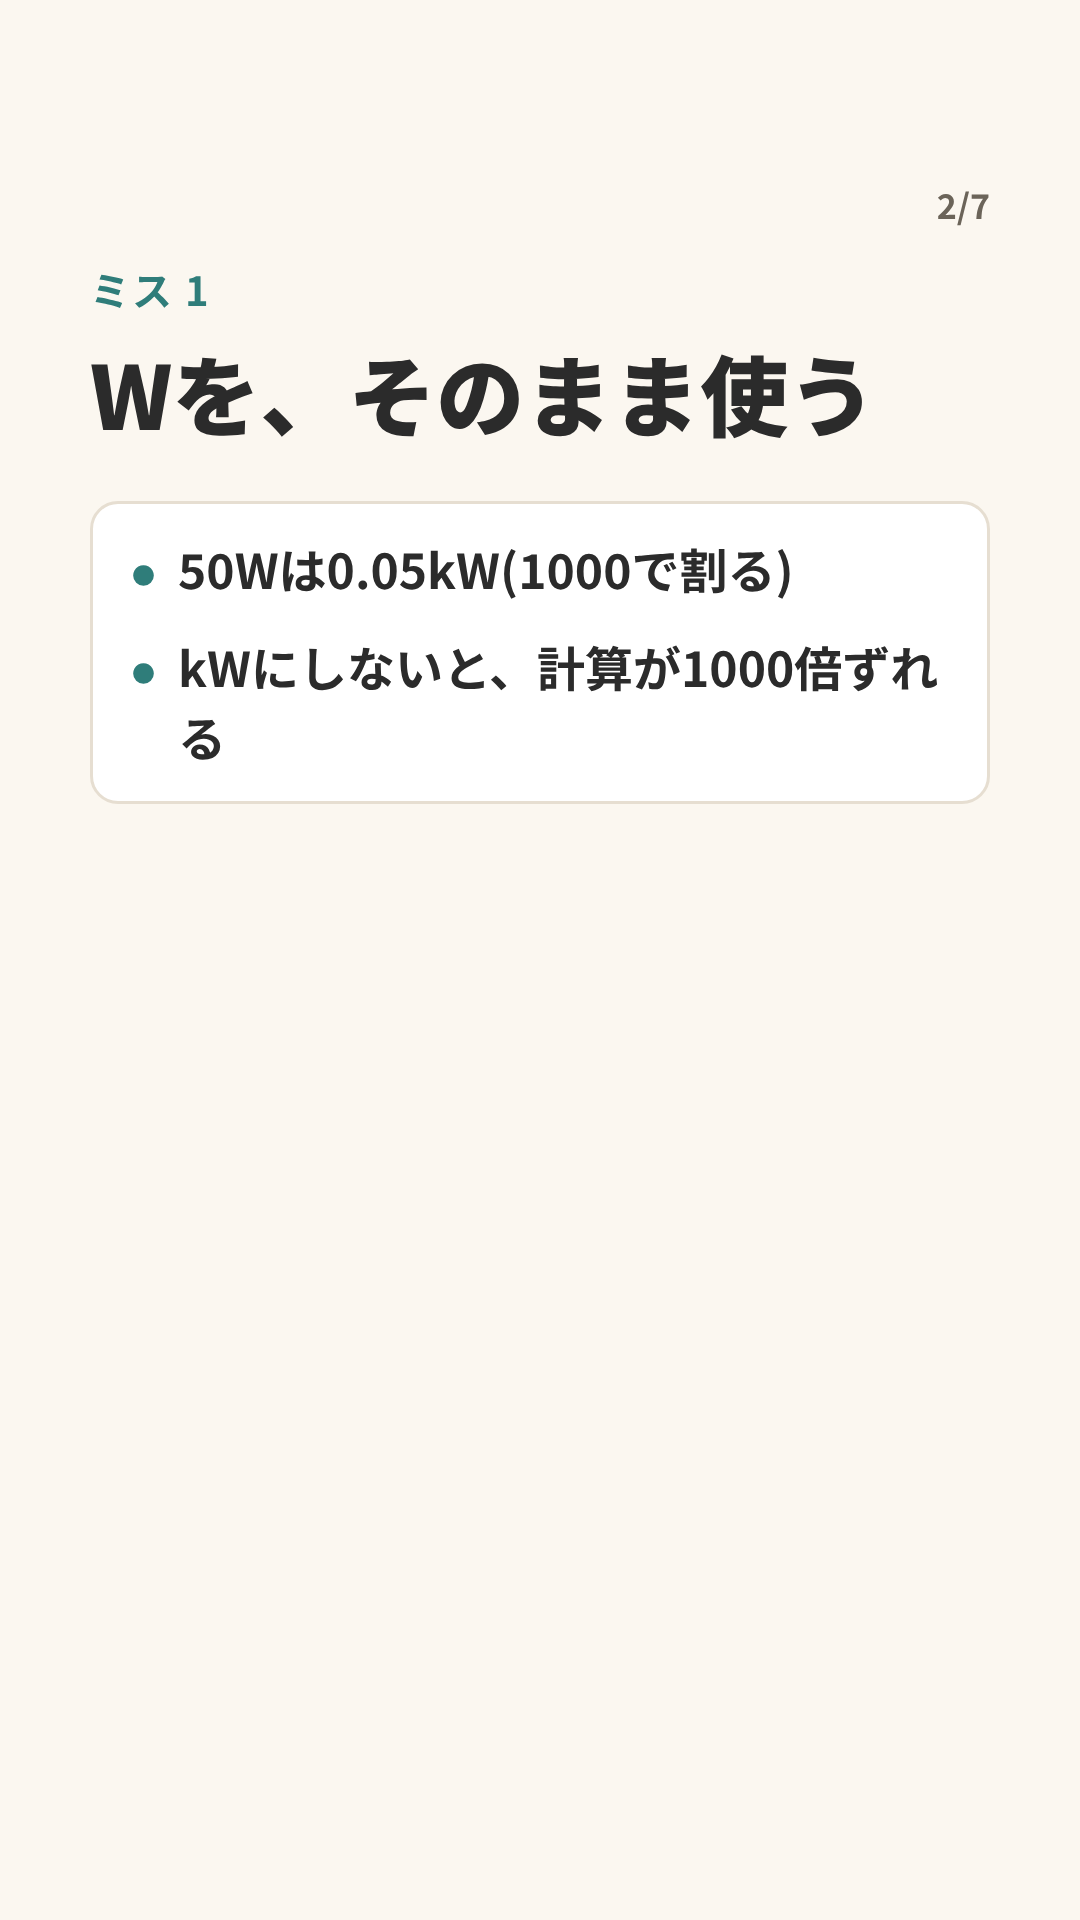 2/7
ミス 1
Wを、そのまま使う
● 50Wは0.05kW(1000で割る)
● kWにしないと、計算が1000倍ずれ
る